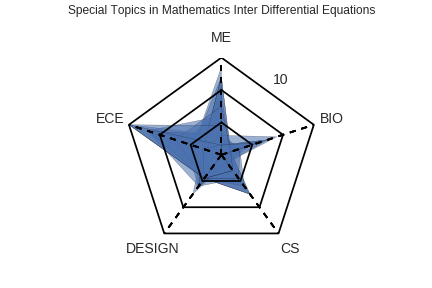 Special Topics in Mathematics Inter Differential Equations
ME
10
ECE
BIO
DESIGN
CS